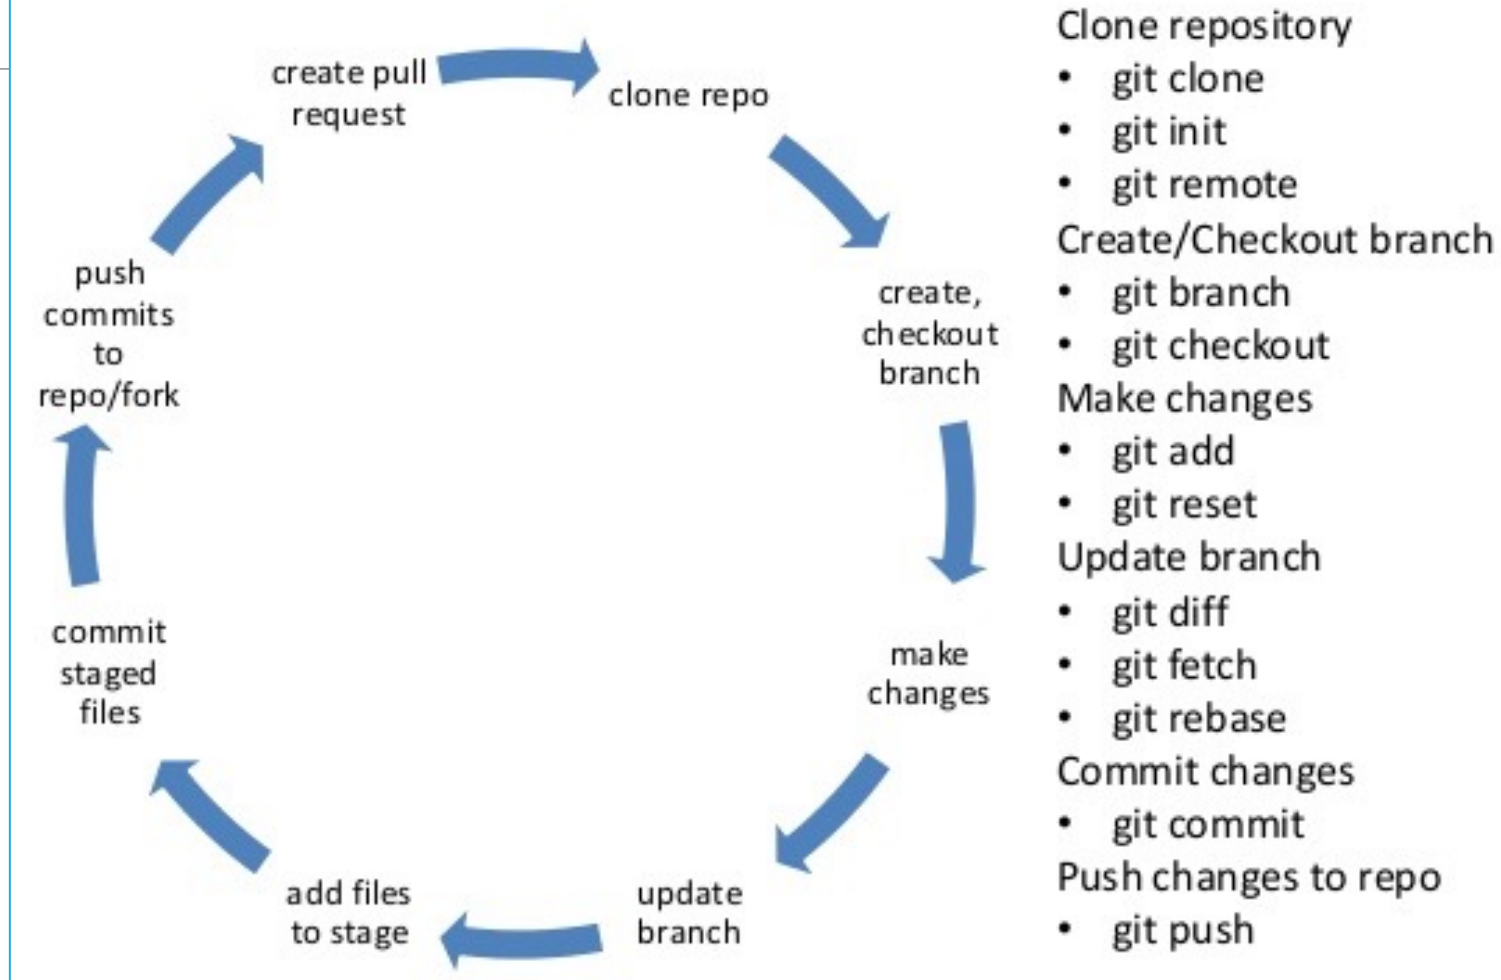 create pull
request
clone repo
create,
checkout
branch
make
changes
update
branch
add files
to stage
commit
staged
files
push
commits
to
repo/fork
Clone repository
• git clone
• git init
• git remote
Create/Checkout branch
• git branch
• git checkout
Make changes
• git add
• git reset
Update branch
• git diff
• git fetch
• git rebase
Commit changes
• git commit
Push changes to repo
• git push